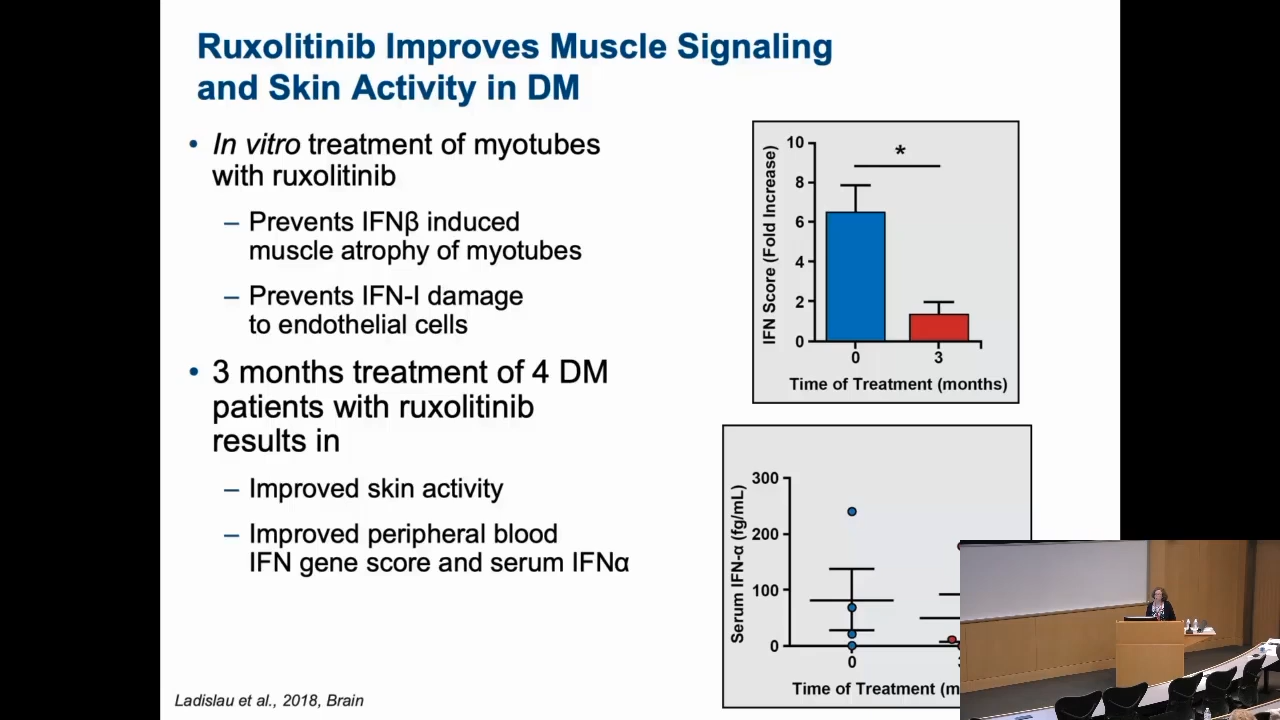 Ruxolitinib Improves Muscle Signaling
and Skin Activity in DM
• In vitro treatment of myotubes
with ruxolitinib
– Prevents IFNβ induced
muscle atrophy of myotubes
– Prevents IFN-I damage
to endothelial cells
• 3 months treatment of 4 DM
patients with ruxolitinib
results in
– Improved skin activity
– Improved peripheral blood
IFN gene score and serum IFNα
Ladislau et al., 2018, Brain
IFN Score (Fold Increase)
10
8
6
4
2
0
*
0 3
Time of Treatment (months)
Serum IFN-α (fg/mL)
300
200
100
0
0
Time of Treatment (m